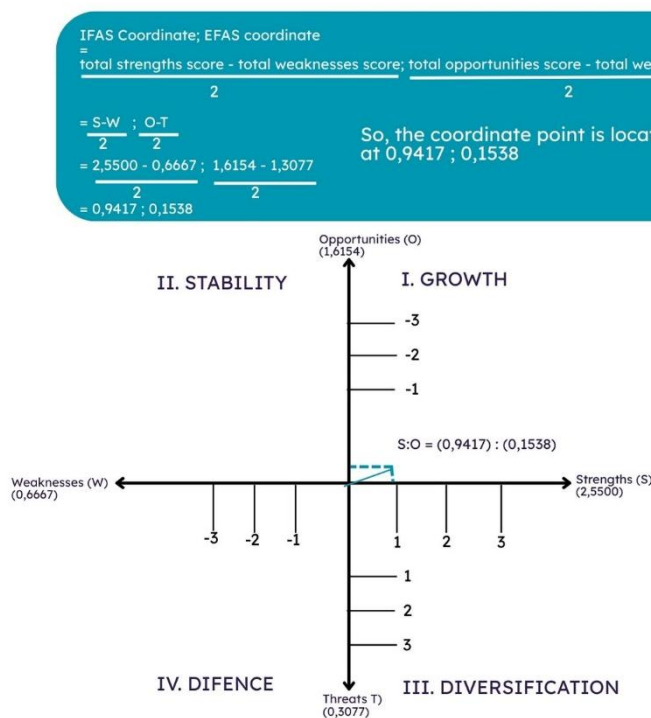 IFAS Coordinate; EFAS coordinate
=
total strengths score - total weaknesses score; total opportunities score - total we
2 2
= S-W ; O-T
2 2
= 2,5500 - 0,6667 ; 1,6154 - 1,3077
2 2
= 0,9417 ; 0,1538
So, the coordinate point is locat
at 0,9417 ; 0,1538
Opportunities (O)
(1,6154)
II. STABILITY I. GROWTH
-3
-2
-1
S:O = (0,9417) : (0,1538)
Weaknesses (W)
(0,6667)
Strengths (S)
(2,5500)
-3 -2 -1 1 2 3
1
2
3
IV. DIFENCE III. DIVERSIFICATION
Threats T)
(0,3077)